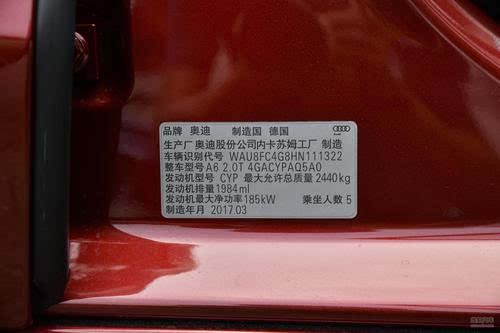 品牌 奥迪 制造国 德国
生产厂 奥迪股份公司内卡苏姆工厂 制造
车辆识别代号 WAU8FC4G8HN111322
整车型号 A6 2.0T 4GACYPAQ5A0
发动机型号 CYP 最大允许总质量 2440kg
发动机排量 1984ml
发动机最大净功率 185kW 乘坐人数 5
制造年月 2017.03